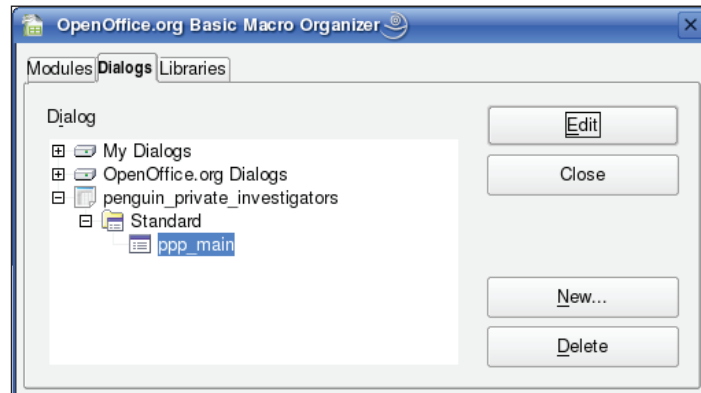 OpenOffice.org Basic Macro Organizer
Modules Dialogs Libraries
Dialog
My Dialogs
OpenOffice.org Dialogs
penguin_private_investigators
Standard
ppp_main
Edit
Close
New...
Delete